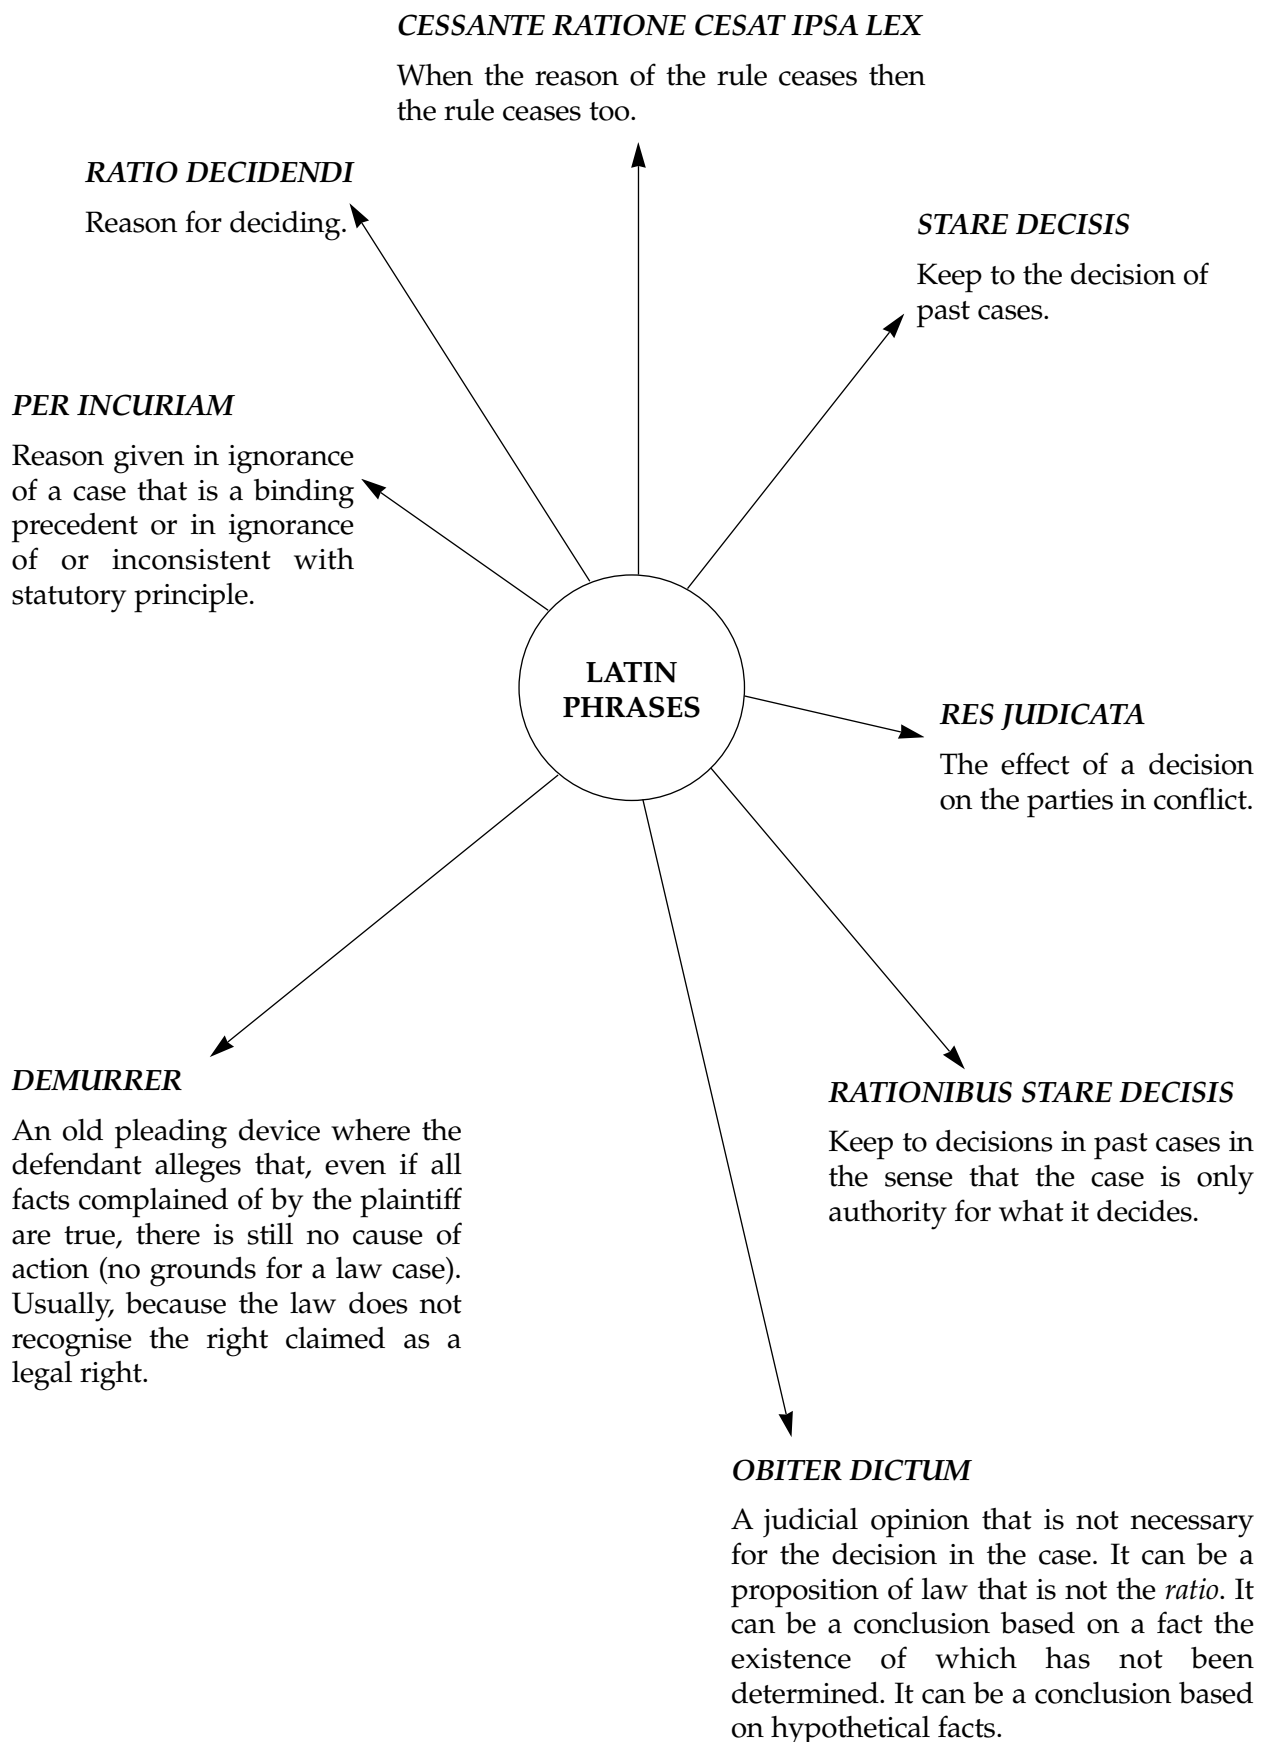 CESSANTE RATIONE CESAT IPSA LEX
When the reason of the rule ceases then
the rule ceases too.
RATIO DECIDENDI
Reason for deciding.
STARE DECISIS
Keep to the decision of
past cases.
PER INCURIAM
Reason given in ignorance
of a case that is a binding
precedent or in ignorance
of or inconsistent with
statutory principle.
LATIN
PHRASES
RES JUDICATA
The effect of a decision
on the parties in conflict.
DEMURRER
An old pleading device where the
defendant alleges that, even if all
facts complained of by the plaintiff
are true, there is still no cause of
action (no grounds for a law case).
Usually, because the law does not
recognise the right claimed as a
legal right.
RATIONIBUS STARE DECISIS
Keep to decisions in past cases in
the sense that the case is only
authority for what it decides.
OBITER DICTUM
A judicial opinion that is not necessary
for the decision in the case. It can be a
proposition of law that is not the ratio. It
can be a conclusion based on a fact the
existence of which has not been
determined. It can be a conclusion based
on hypothetical facts.